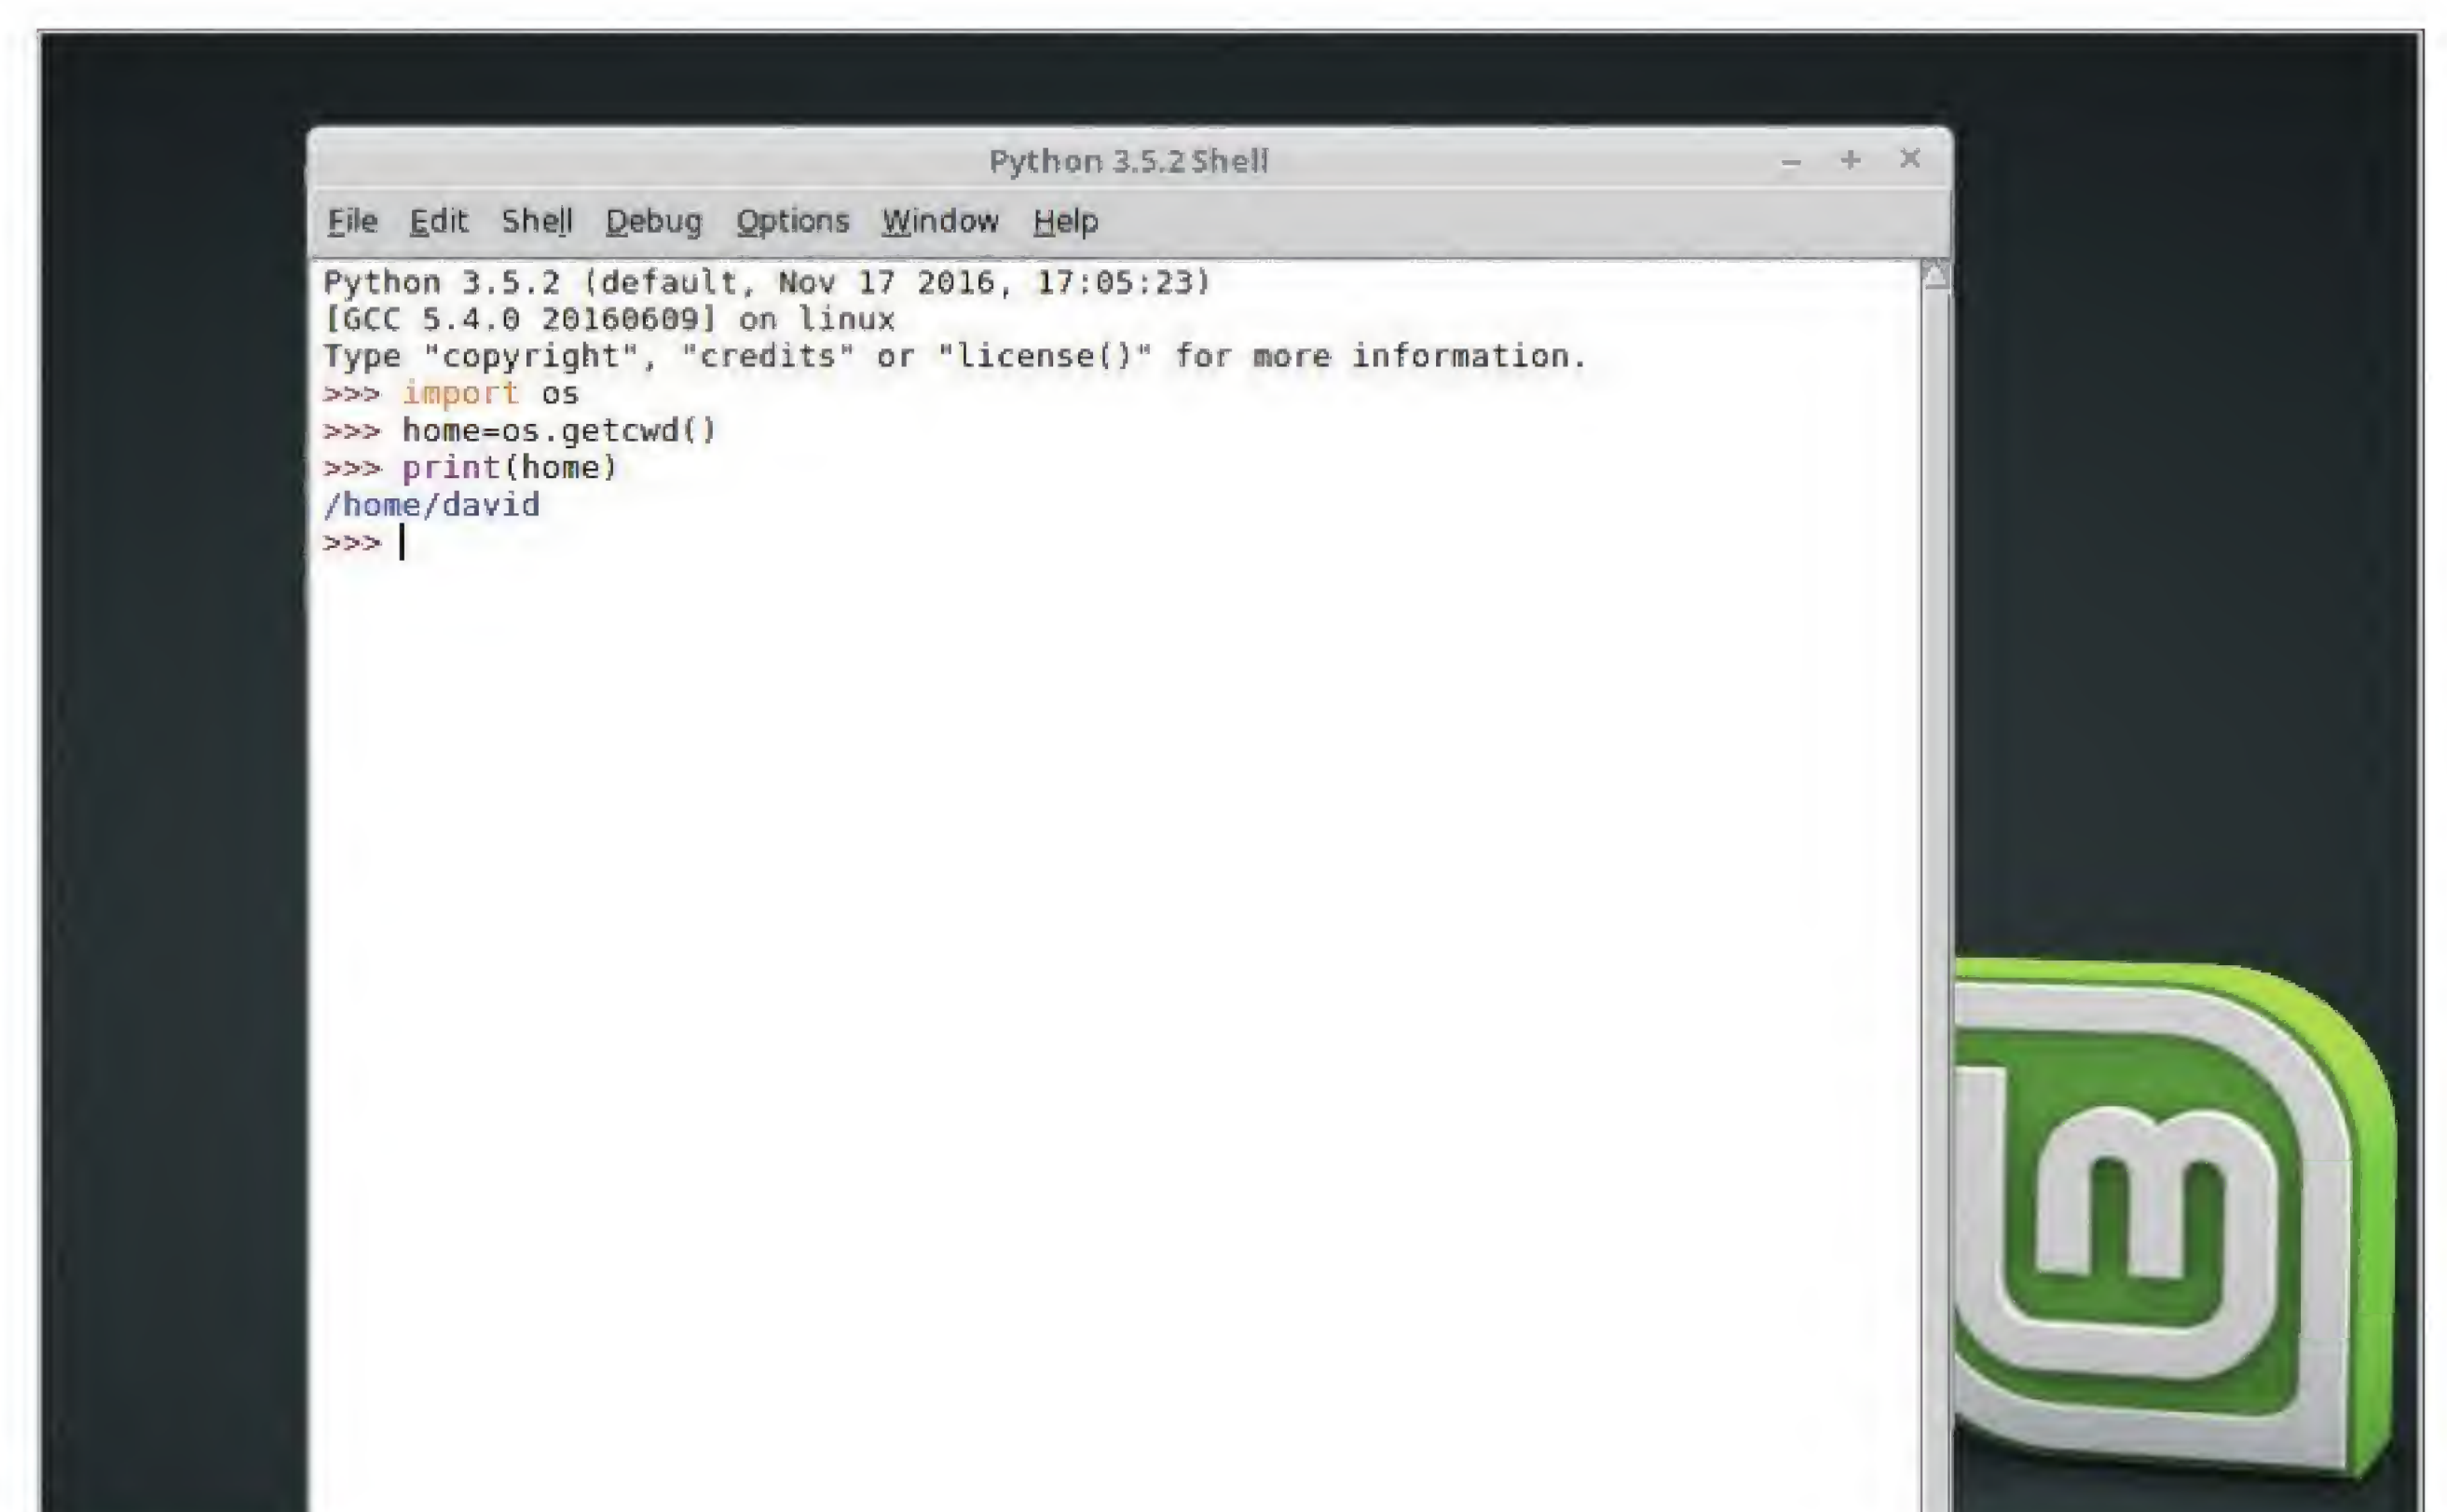 Python 3.5.2 Shell
File Edit Shell Debug Options Window Help
Python 3.5.2 (default, Nov 17 2016, 17:05:23)
[GCC 5.4.0 20160609] on linux
Type "copyright", "credits" or "license()" for more information.
>>> import os
>>> home=os.getcwd()
>>> print(home)
/home/david
>>>